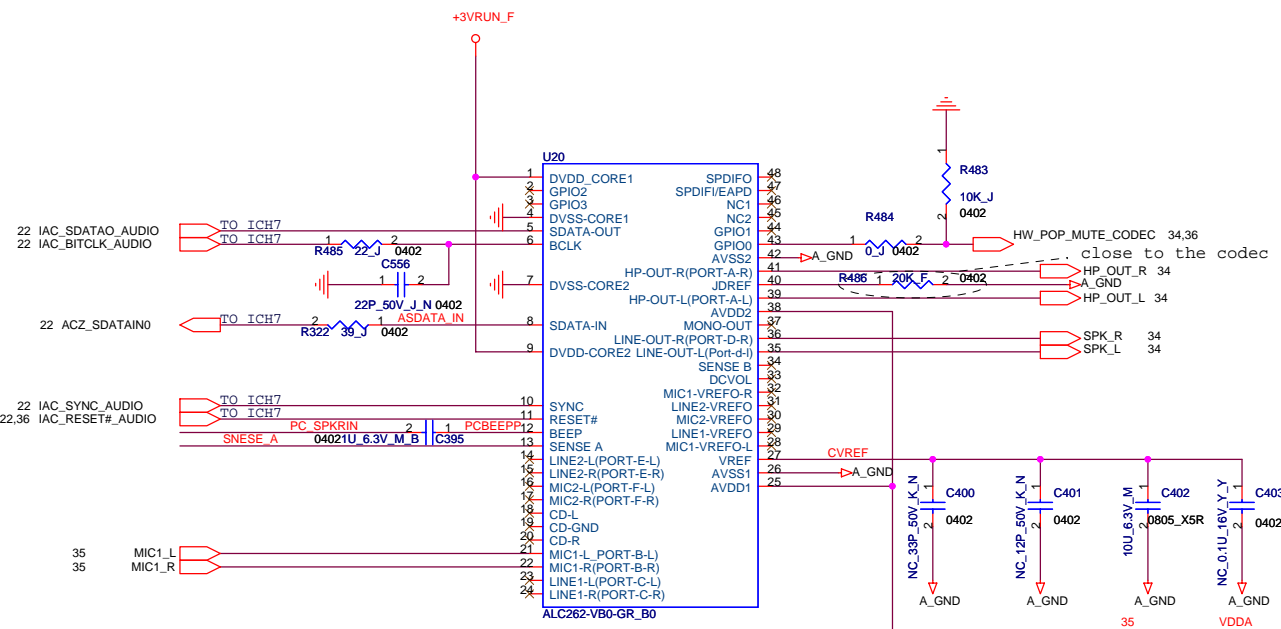 +3VRUN_F
U20
22 IAC_SDATAO_AUDIO
TO ICH7
22 IAC_BITCLK_AUDIO
TO ICH7
R485 1 22_J 2 0402
C556
1 2
22P_50V_J_N 0402
22 ACZ_SDATAIN0
TO ICH7
ASDATA_IN
R322 2 39_J 1 0402
22 IAC_SYNC_AUDIO
TO ICH7
22,36 IAC_RESET#_AUDIO
TO ICH7
PC_SPKRIN 2 1 PCBEEPP
SNESE_A
04021U_6.3V_M_B C395
35 MIC1_L
35 MIC1_R
1 DVDD_CORE1
2 GPIO2
3 GPIO3
4 DVSS-CORE1
5 SDATA-OUT
6 BCLK
7 DVSS-CORE2
8 SDATA-IN
9 DVDD-CORE2
10 SYNC
11 RESET#
12 BEEP
13 SENSE A
14 LINE2-L(PORT-E-L)
15 LINE2-R(PORT-E-R)
16 MIC2-L(PORT-F-L)
17 MIC2-R(PORT-F-R)
18 CD-L
19 CD-GND
20 CD-R
21 MIC1-L_PORT-B-L)
22 MIC1-R(PORT-B-R)
23 LINE1-L(PORT-C-L)
24 LINE1-R(PORT-C-R)
SPDIFO 48
SPDIFI/EAPD 47
NC1 46
NC2 45
GPIO1 44
GPIO0 43
AVSS2 42
HP-OUT-R(PORT-A-R) 41
JDREF 40
HP-OUT-L(PORT-A-L) 39
AVDD2 38
MONO-OUT 37
LINE-OUT-R(PORT-D-R) 36
LINE-OUT-L(Port-d-l) 35
SENSE B 34
DCVOL 33
MIC1-VREFO-R 32
LINE2-VREFO 31
MIC2-VREFO 30
LINE1-VREFO 29
MIC1-VREFO-L 28
VREF 27
AVSS1 26
AVDD1 25
ALC262-VB0-GR_B0
1
R483
10K_J
2 0402
R484
1 0_J 2 0402
HW_POP_MUTE_CODEC 34,36
close to the codec
A_GND
HP_OUT_R 34
R486 1 20K_F 2 0402
A_GND
HP_OUT_L 34
SPK_R 34
SPK_L 34
CVREF
A_GND
1 C400
2 0402
NC_33P_50V_K_N
A_GND
1 C401
2 0402
NC_12P_50V_K_N
A_GND
1 C402
2 0805_X5R
10U_6.3V_M
A_GND
1 C403
2 0402
NC_0.1U_16V_Y_Y
A_GND
35 VDDA